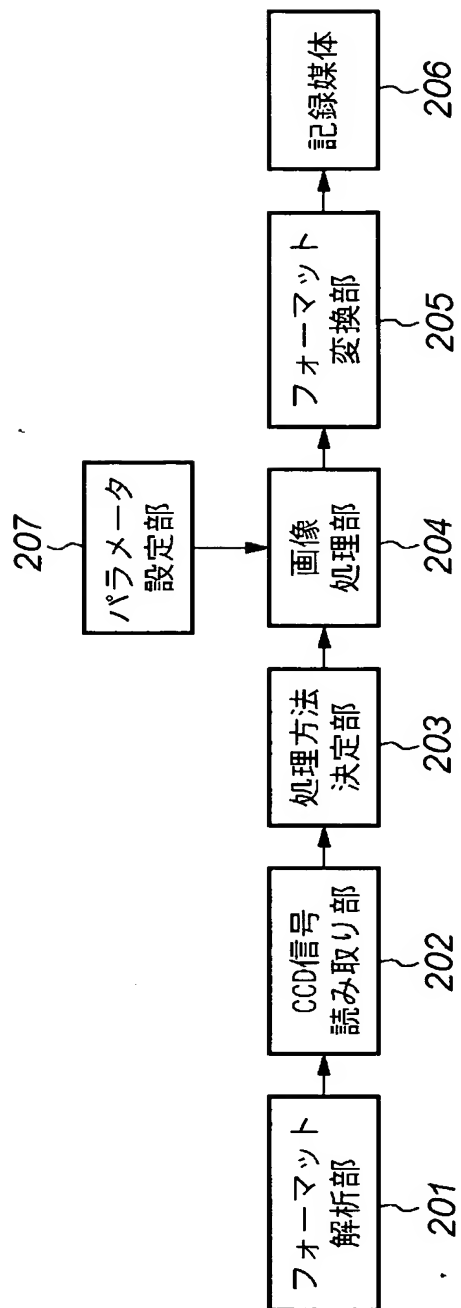 フォーマット
解析部
201
CCD信号
読み取り部
202
処理方法
決定部
203
画像
処理部
204
パラメータ
設定部
207
フォーマット
変換部
205
記録媒体
206